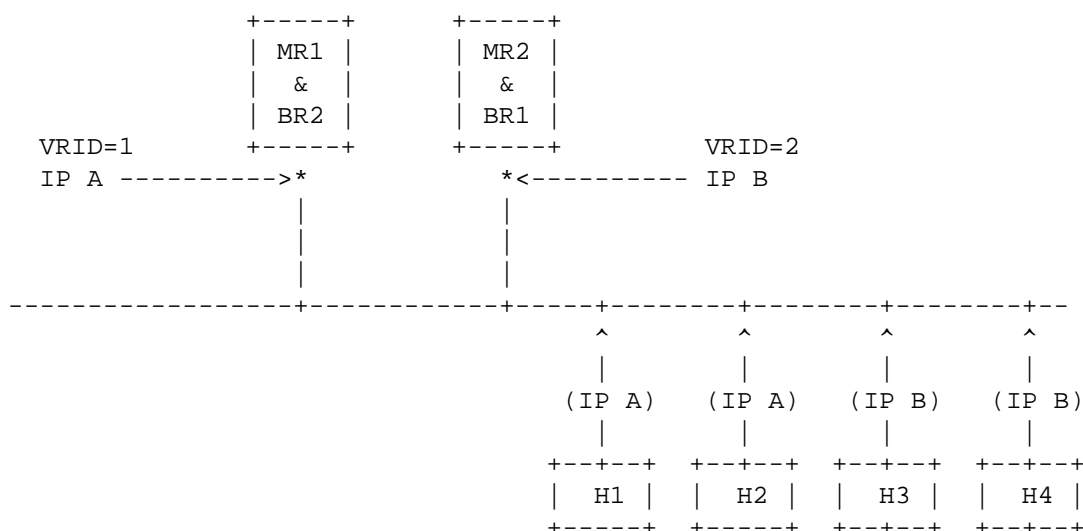 MR1 MR2
& &
BR2 BR1
VRID=1 VRID=2
IP A ---------->* *<---------- IP B
(IP A) (IP A) (IP B) (IP B)
H1 H2 H3 H4